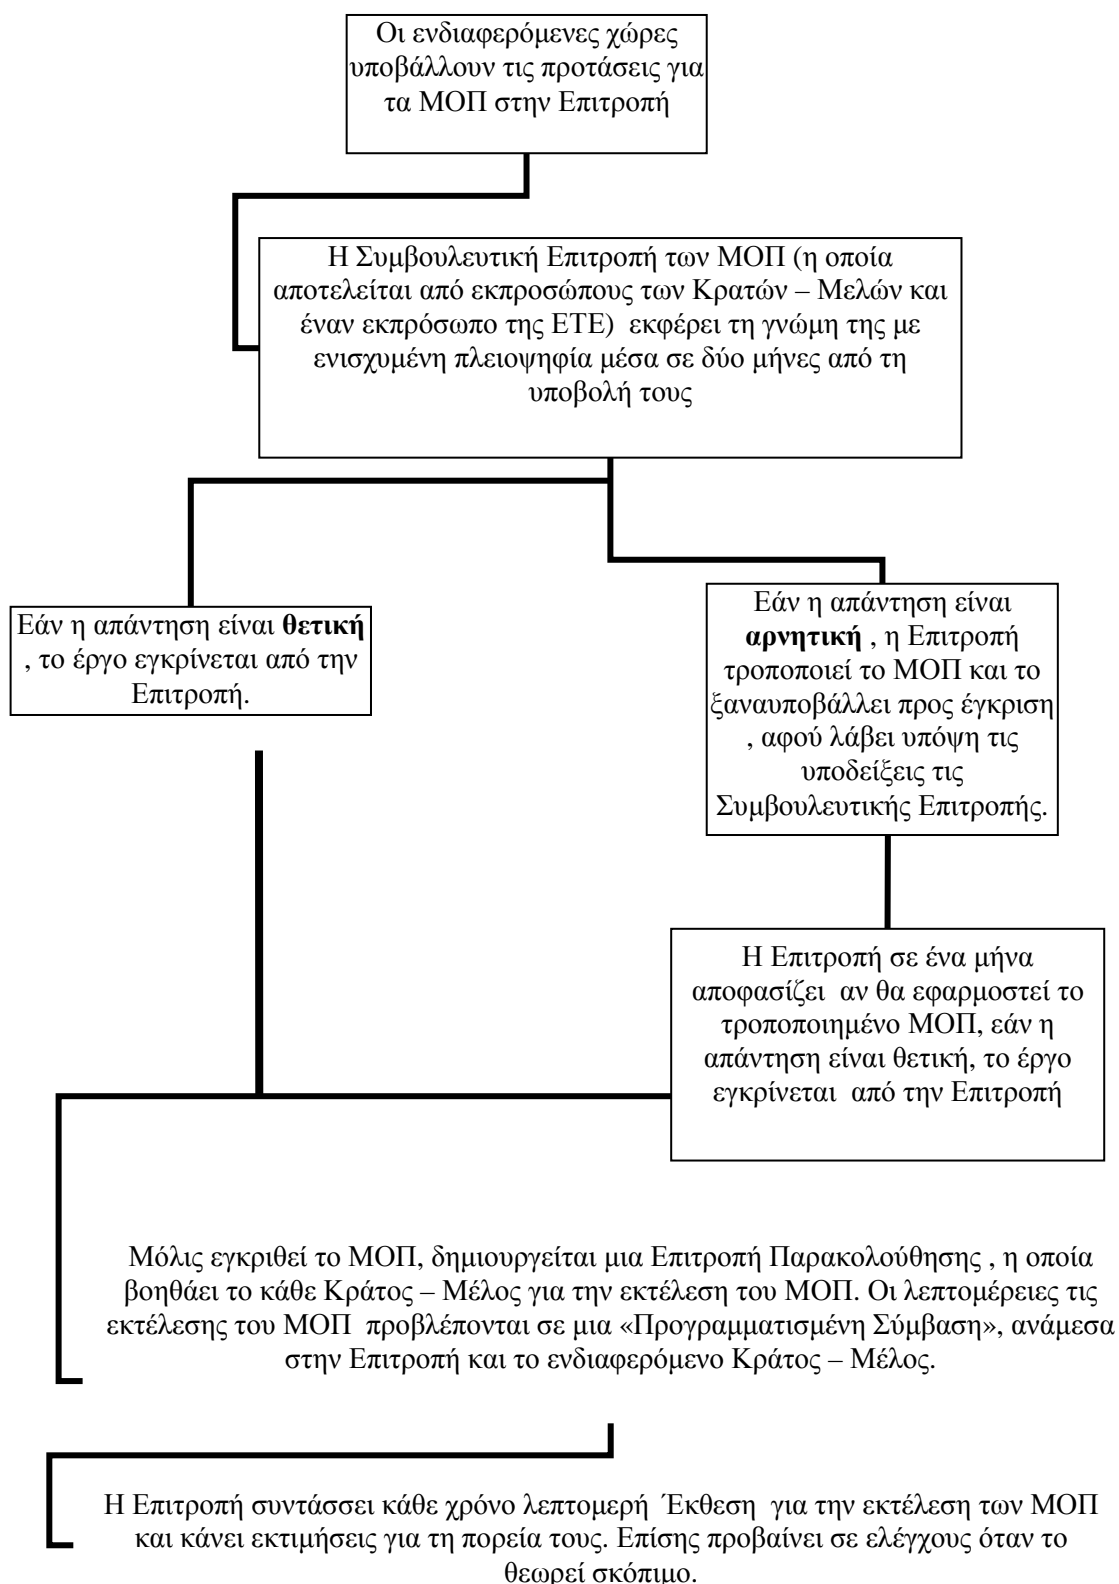 Οι ενδιαφερόμενες χώρες
υποβάλλουν τις προτάσεις για
τα ΜΟΠ στην Επιτροπή
Η Συμβουλευτική Επιτροπή των ΜΟΠ (η οποία
αποτελείται από εκπροσώπους των Κρατών – Μελών και
έναν εκπρόσωπο της ΕΤΕ) εκφέρει τη γνώμη της με
ενισχυμένη πλειοψηφία μέσα σε δύο μήνες από τη
υποβολή τους
Εάν η απάντηση είναι θετική
, το έργο εγκρίνεται από την
Επιτροπή.
Εάν η απάντηση είναι
αρνητική , η Επιτροπή
τροποποιεί το ΜΟΠ και το
ξαναυποβάλλει προς έγκριση
, αφού λάβει υπόψη τις
υποδείξεις τις
Συμβουλευτικής Επιτροπής.
Η Επιτροπή σε ένα μήνα
αποφασίζει αν θα εφαρμοστεί το
τροποποιημένο ΜΟΠ, εάν η
απάντηση είναι θετική, το έργο
εγκρίνεται από την Επιτροπή
Μόλις εγκριθεί το ΜΟΠ, δημιουργείται μια Επιτροπή Παρακολούθησης , η οποία
βοηθάει το κάθε Κράτος – Μέλος για την εκτέλεση του ΜΟΠ. Οι λεπτομέρειες τις
εκτέλεσης του ΜΟΠ προβλέπονται σε μια «Προγραμματισμένη Σύμβαση», ανάμεσα
στην Επιτροπή και το ενδιαφερόμενο Κράτος – Μέλος.
Η Επιτροπή συντάσσει κάθε χρόνο λεπτομερή Έκθεση για την εκτέλεση των ΜΟΠ
και κάνει εκτιμήσεις για τη πορεία τους. Επίσης προβαίνει σε ελέγχους όταν το
θεωρεί σκόπιμο.